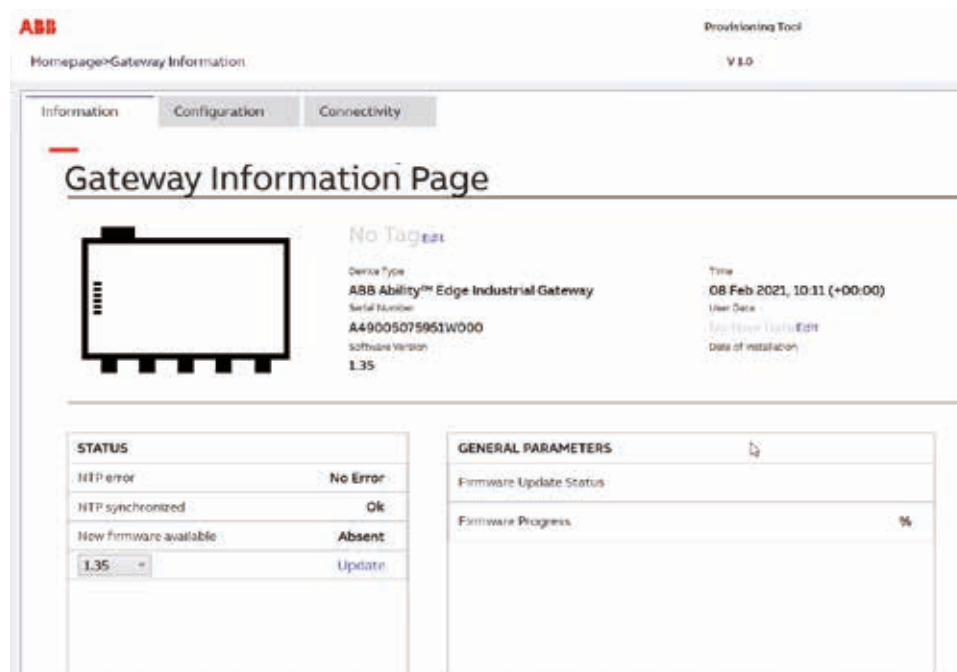 ABB
Provisioning Tool
Homepage>Gateway Information
V 1.0
Information Configuration Connectivity
Gateway Information Page
No Tag Edit
Device Type
ABB Ability™ Edge Industrial Gateway
Serial Number
A49005075951W000
Software Version
1.35
Time
08 Feb 2021, 10:11 (+00:00)
User Data
Edit
Date of installation
STATUS
NTP error No Error
NTP synchronized Ok
New firmware available Absent
1.35 Update
GENERAL PARAMETERS
Firmware Update Status
Firmware Progress %